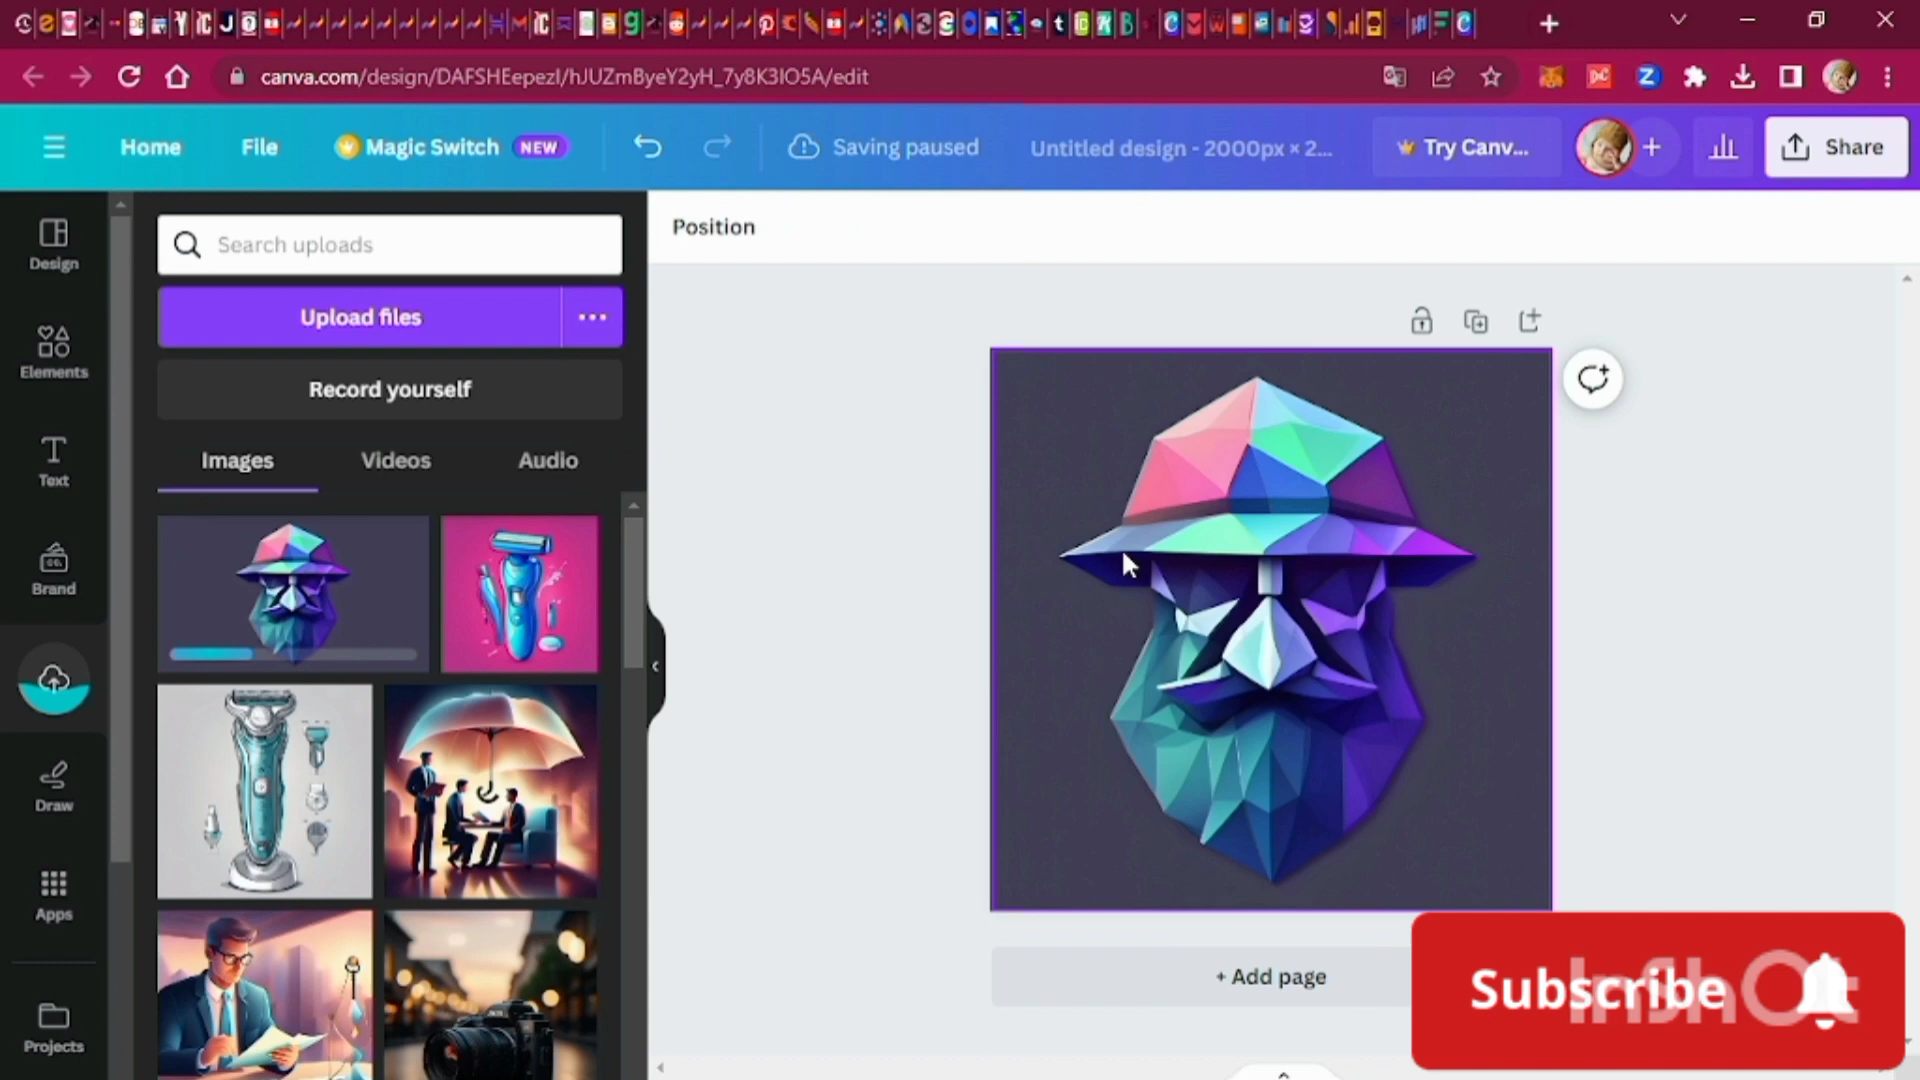 canva.com/design/DAFSHEepezI/hJUZmByeY2yH_7y8K3IO5A/edit
Home
File
Magic Switch NEW
Saving paused
Untitled design - 2000px × 2...
Try Canv...
Share
Design
Elements
Text
Brand
Draw
Apps
Projects
Search uploads
Upload files
Record yourself
Images
Videos
Audio
Position
+ Add page
Subscribe
InShOt